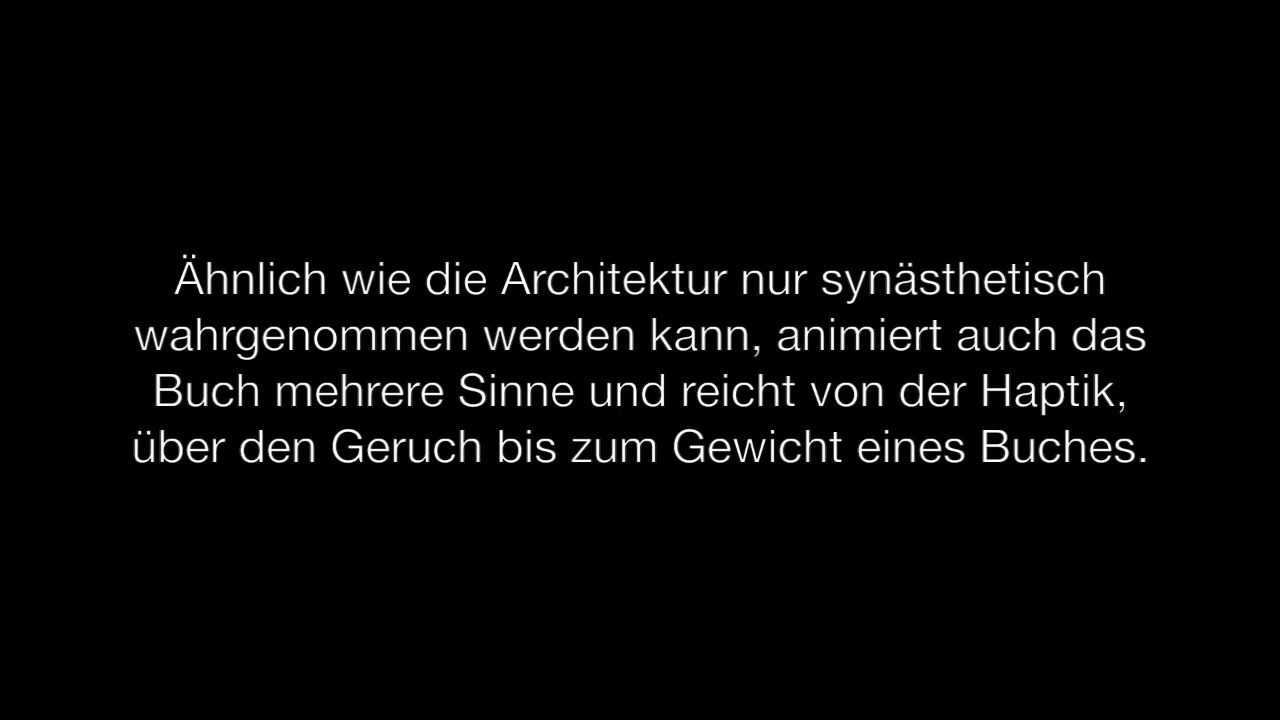 Ähnlich wie die Architektur nur synästhetisch
wahrgenommen werden kann, animiert auch das
Buch mehrere Sinne und reicht von der Haptik,
über den Geruch bis zum Gewicht eines Buches.